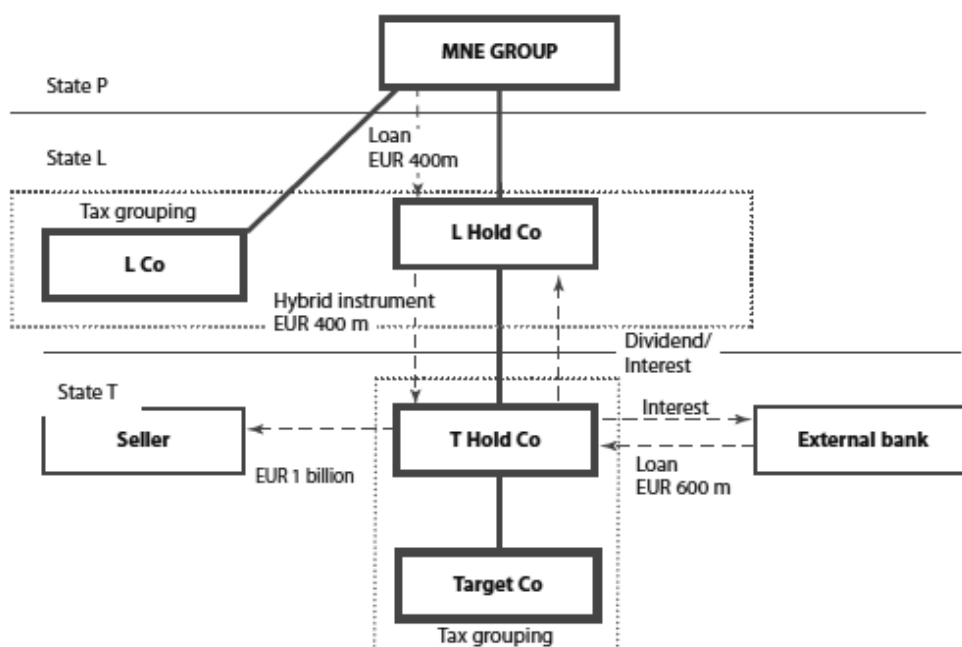 MNE GROUP
State P
Loan
EUR 400m
State L
Tax grouping
L Hold Co
L Co
Hybrid instrument
EUR 400 m
Dividend/
Interest
State T
Interest
Seller
T Hold Co
External bank
EUR 1 billion
Loan
EUR 600 m
Target Co
Tax grouping